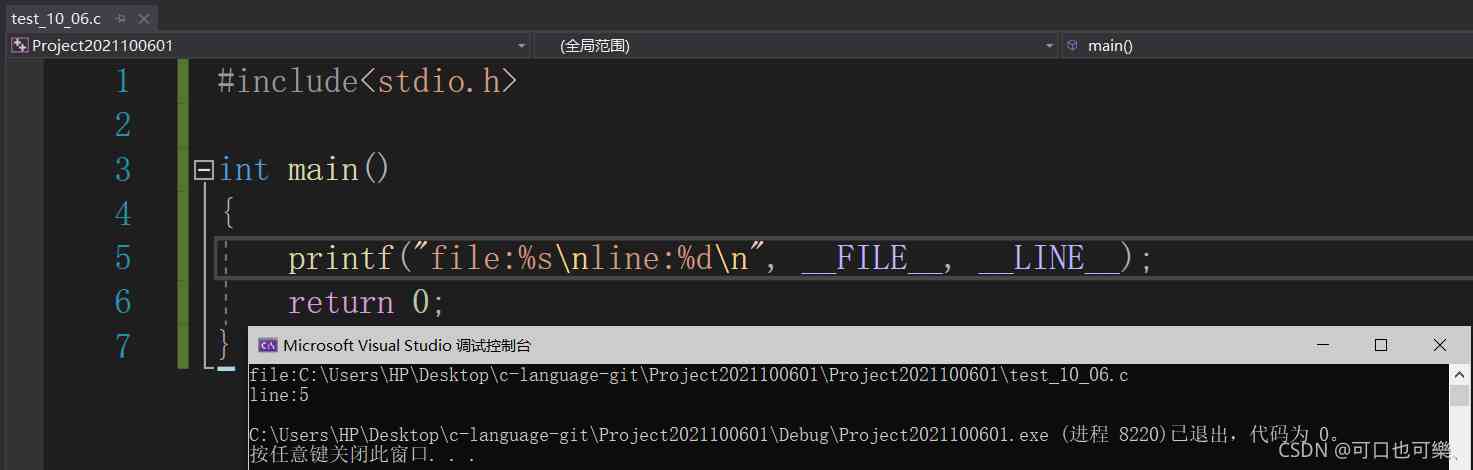 test_10_06.c
Project2021100601 (全局范围) main()
1 #include<stdio.h>
2
3 int main()
4 {
5 printf("file:%s\nline:%d\n", __FILE__, __LINE__);
6 return 0;
7 }
Microsoft Visual Studio 调试控制台
file:C:\Users\HP\Desktop\c-language-git\Project2021100601\Project2021100601\test_10_06.c
line:5
C:\Users\HP\Desktop\c-language-git\Project2021100601\Debug\Project2021100601.exe (进程 8220)已退出，代码为 0。
按任意键关闭此窗口. . .
CSDN @可口也可樂